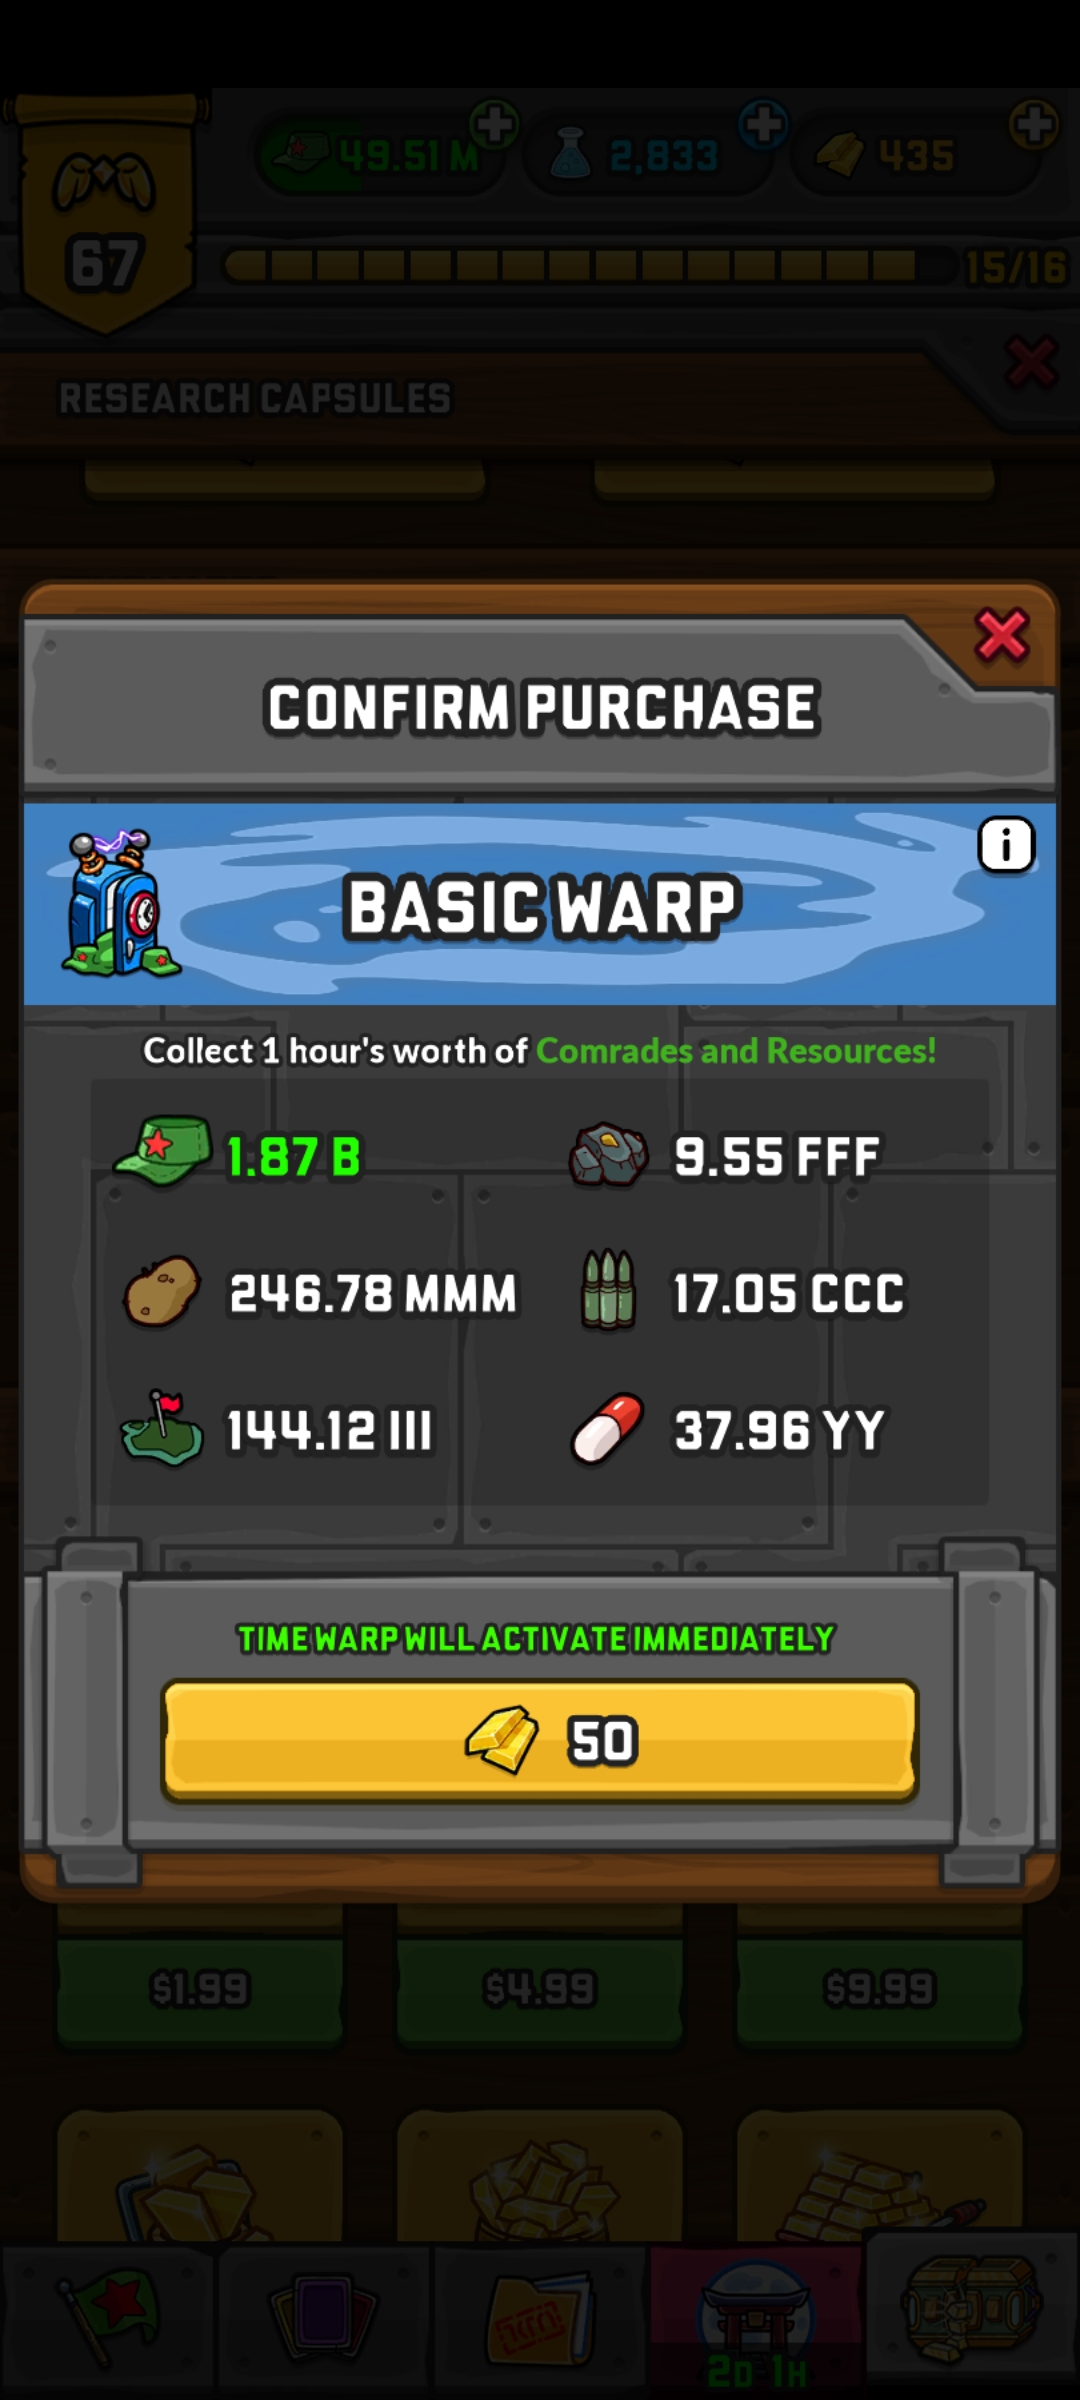 49.51 M
2,833
435
67
15/16
RESEARCH CAPSULES
CONFIRM PURCHASE
BASIC WARP
i
Collect 1 hour's worth of Comrades and Resources!
1.87 B
9.55 FFF
246.78 MMM
17.05 CCC
144.12 III
37.96 YY
TIME WARP WILL ACTIVATE IMMEDIATELY
50
$1.99
$4.99
$9.99
2D 1H